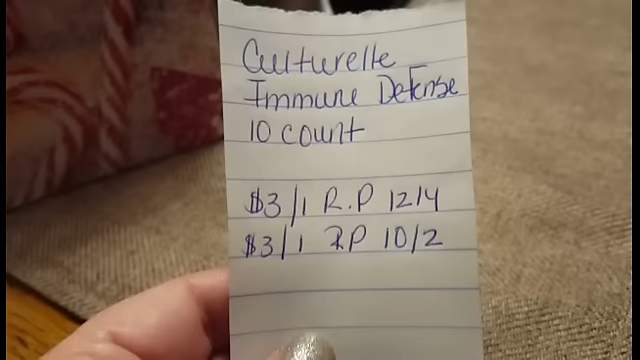 Culturelle
Immune Defense
10 count
$3/1 R.P 12/4
$3/1 RP 10/2